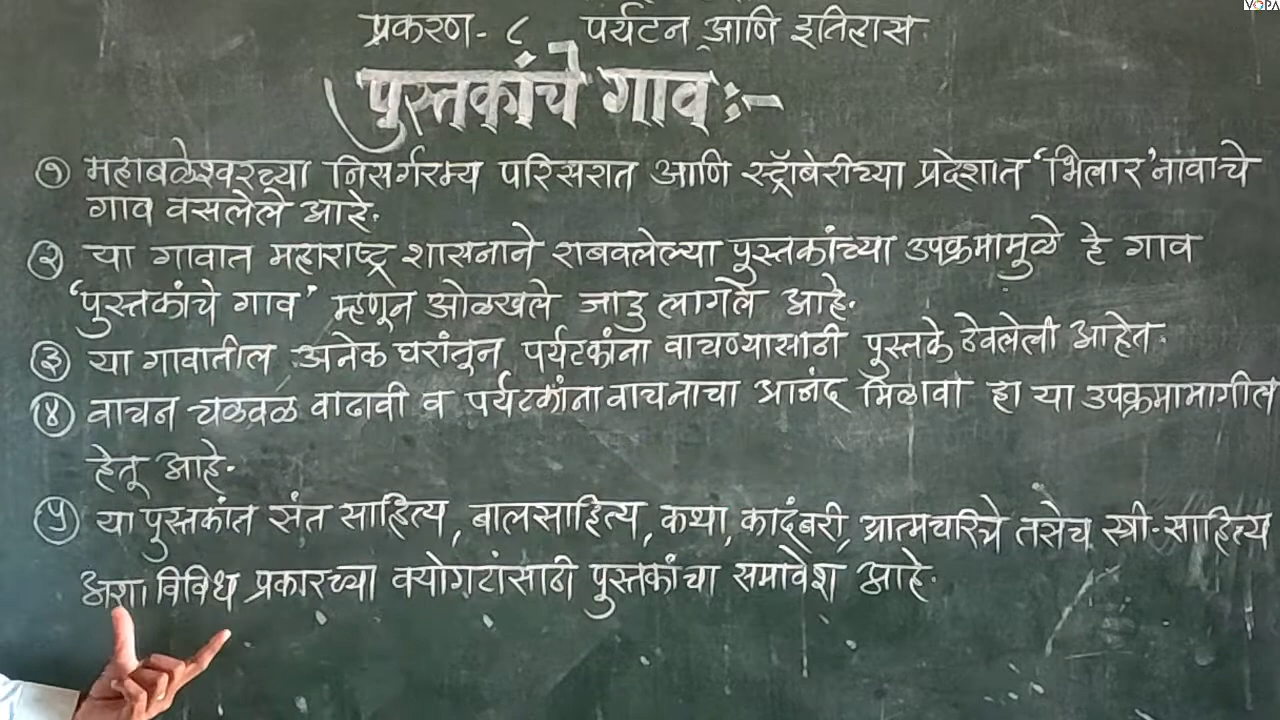 VOPA
प्रकरण- ८ पर्यटन आणि इतिहास.
पुस्तकांचे गाव:-
१ महाबळेश्वरच्या निसर्गरम्य परिसरात आणि स्ट्रॉबेरीच्या प्रदेशात 'भिलार' नावाचे
गाव वसलेले आहे.
२ या गावात महाराष्ट्र शासनाने राबवलेल्या पुस्तकांच्या उपक्रमामुळे हे गाव
'पुस्तकांचे गाव' म्हणून ओळखले जाउ लागले आहे.
३ या गावातील अनेक घरांतून पर्यटकांना वाचण्यासाठी पुस्तके ठेवलेली आहेत.
४ वाचन चळवळ वाढावी व पर्यटकांना वाचनाचा आनंद मिळावा हा या उपक्रमामागील
हेतू आहे.
५ या पुस्तकांत संत साहित्य, बालसाहित्य, कथा, कादंबरी, आत्मचरित्रे तसेच स्त्री-साहित्य
अशा विविध प्रकारच्या वयोगटांसाठी पुस्तकांचा समावेश आहे.